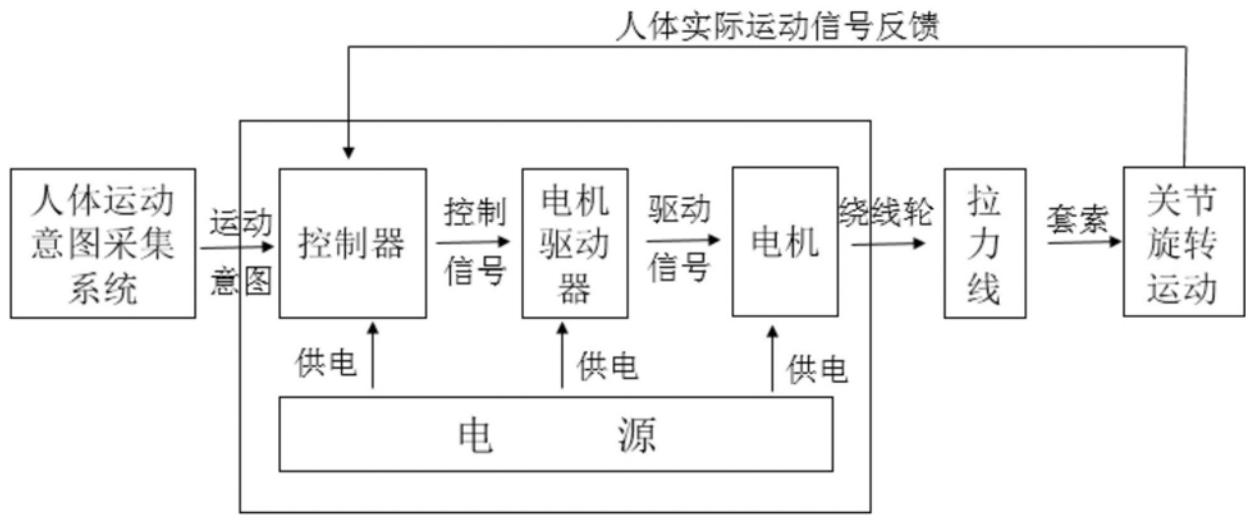 人体实际运动信号反馈
人体运动
意图采集
系统
运动
意图
控制器
控制
信号
电机
驱动
器
驱动
信号
电机
绕线轮
拉
力
线
套索
关节
旋转
运动
供电
供电
供电
电 源